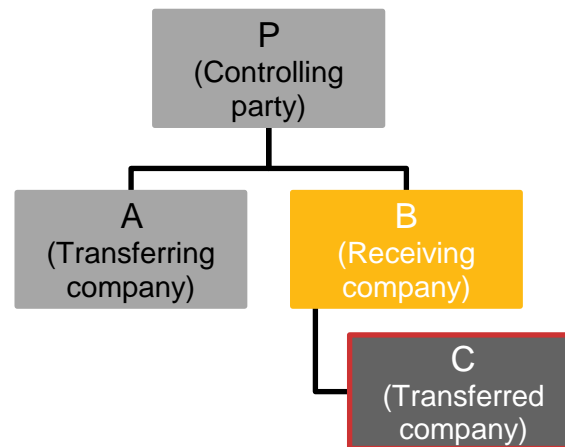 P
(Controlling
party)
A
(Transferring
company)
B
(Receiving
company)
C
(Transferred
company)